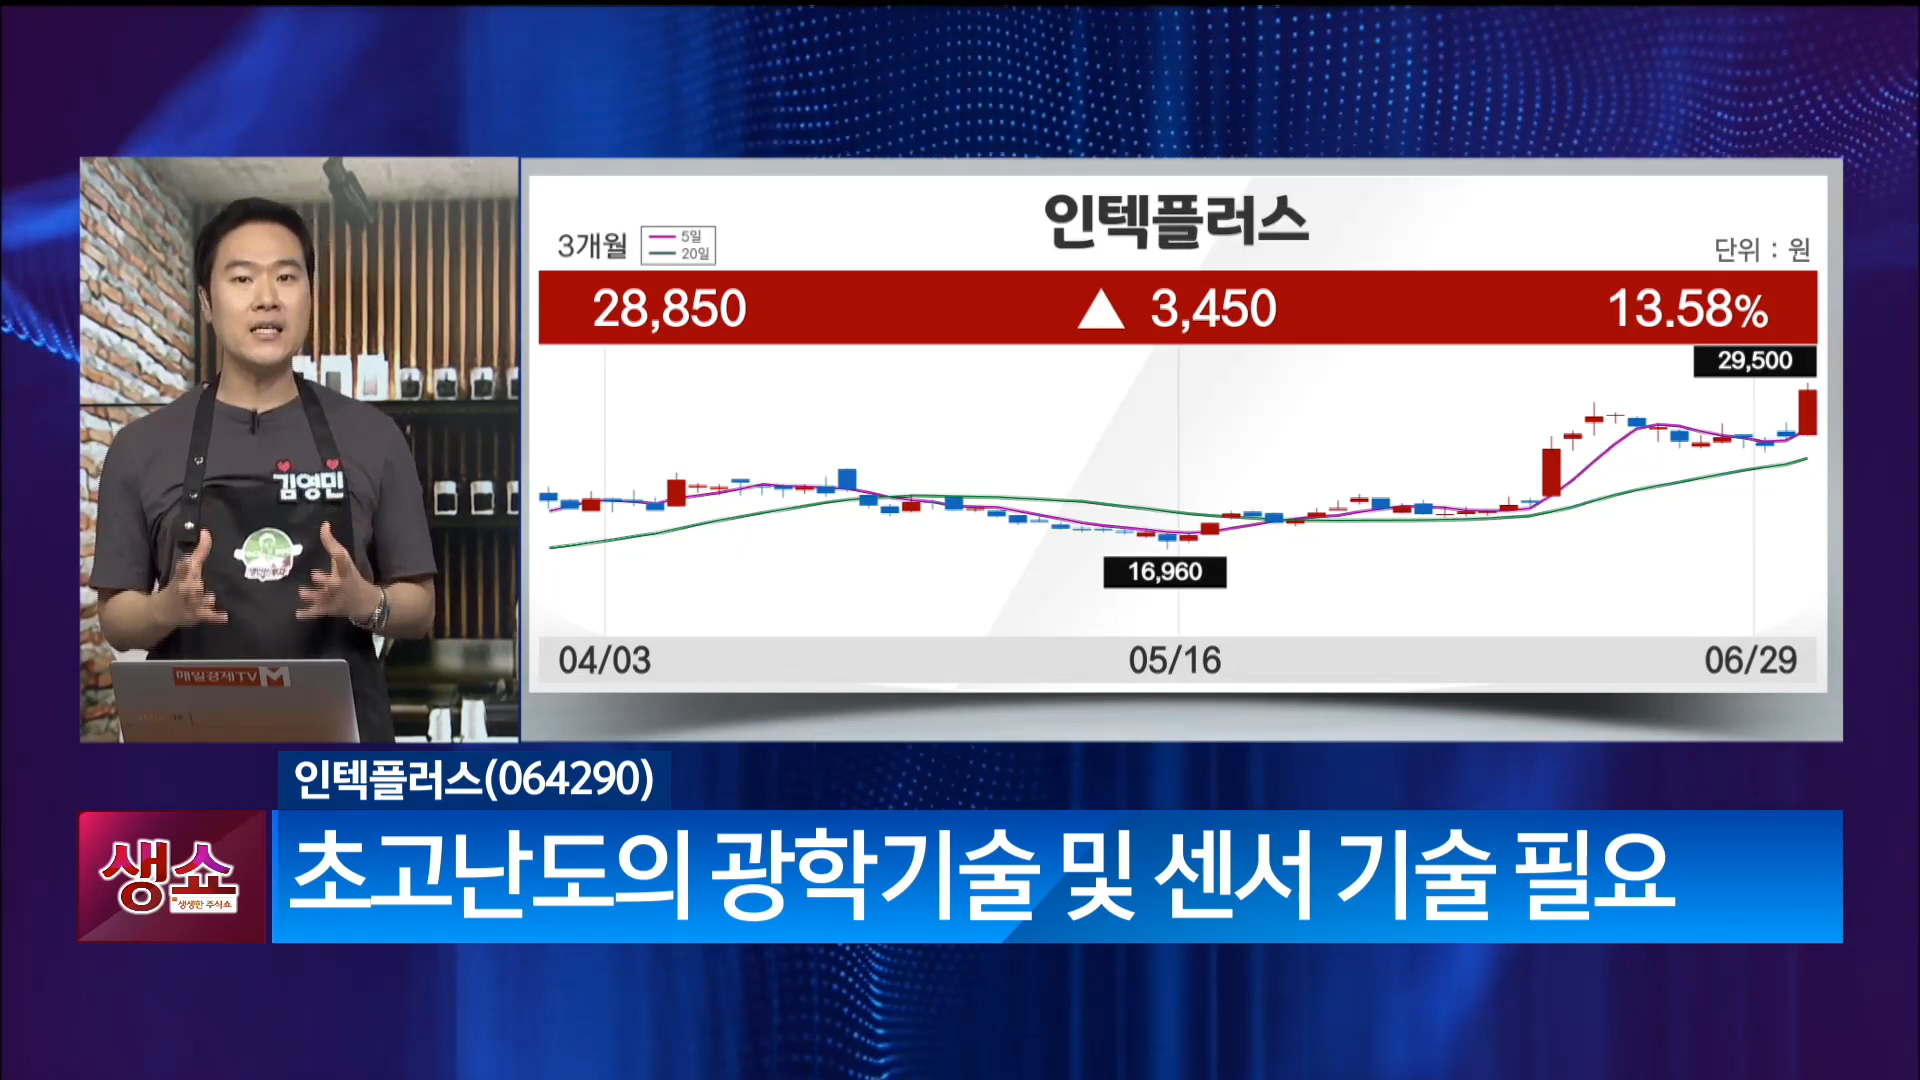 인텍플러스
3개월
5일
20일
단위 : 원
28,850 ▲ 3,450 13.58%
29,500
16,960
04/03 05/16 06/29
김영민
매일경제TV M
인텍플러스(064290)
생쇼
생생한 주식쇼
초고난도의 광학기술 및 센서 기술 필요